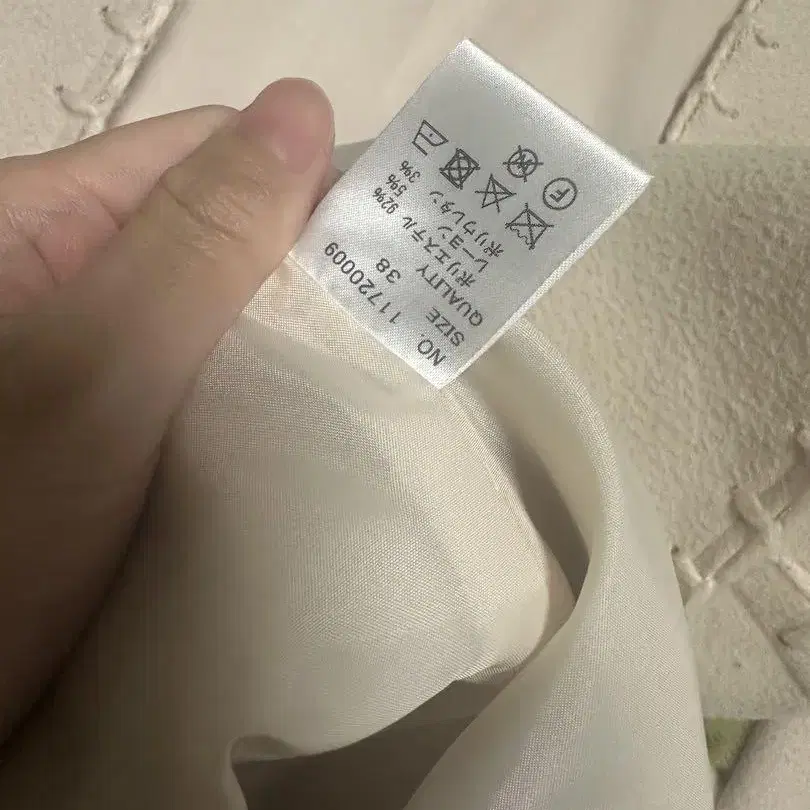 NO. 11720009
SIZE 38
QUALITY
ポリエステル 92%
レーヨン 5%
ポリウレタン 3%
W
F